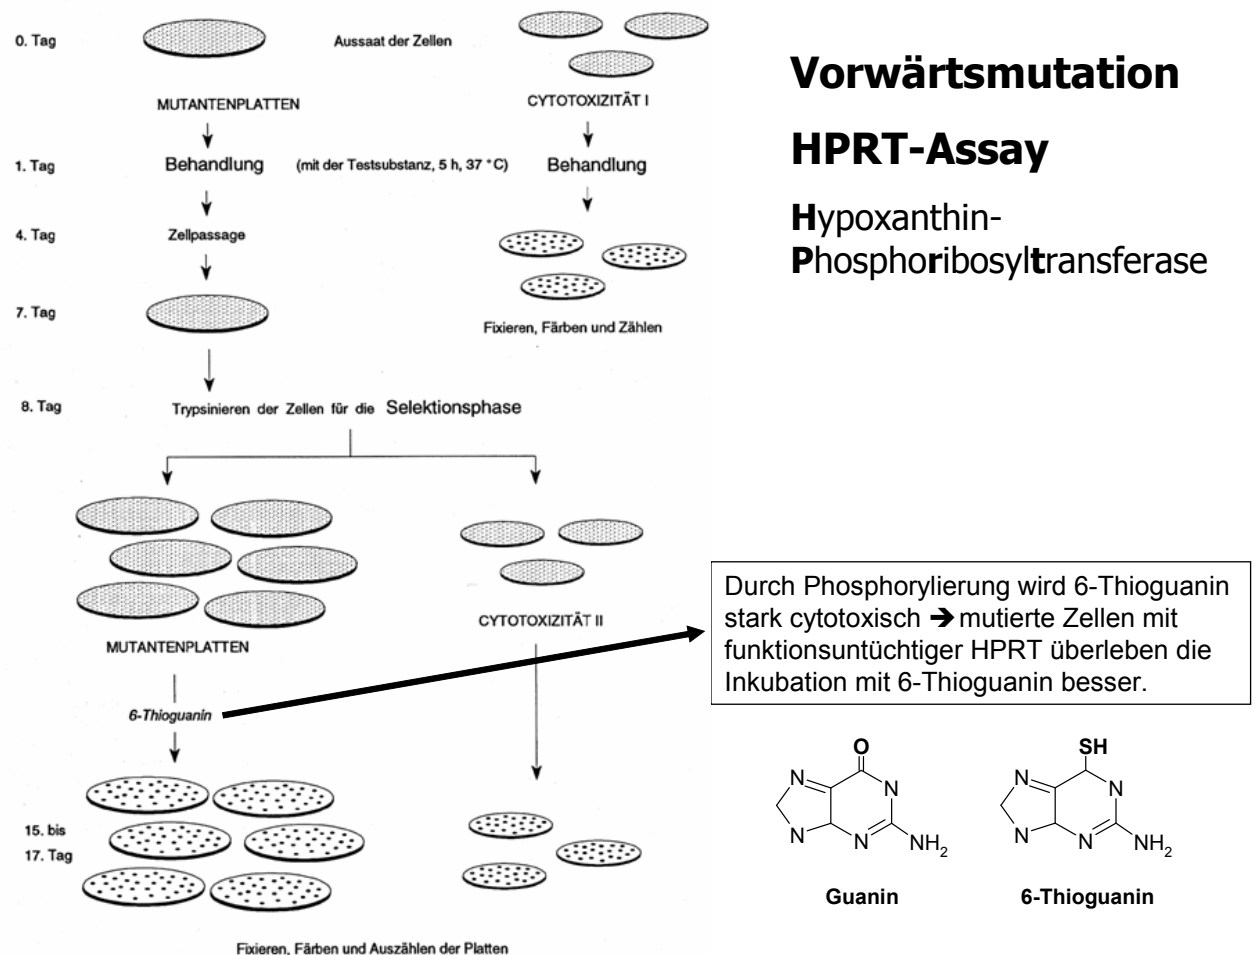 0. Tag
Aussaat der Zellen
MUTANTENPLATTEN
CYTOTOXIZITÄT I
1. Tag
Behandlung
(mit der Testsubstanz, 5 h, 37 °C)
Behandlung
4. Tag
Zellpassage
7. Tag
Fixieren, Färben und Zählen
8. Tag
Trypsinieren der Zellen für die Selektionsphase
MUTANTENPLATTEN
CYTOTOXIZITÄT II
6-Thioguanin
15. bis
17. Tag
Fixieren, Färben und Auszählen der Platten
Vorwärtsmutation
HPRT-Assay
Hypoxanthin-
Phosphoribosyltransferase
Durch Phosphorylierung wird 6-Thioguanin
stark cytotoxisch ➔ mutierte Zellen mit
funktionsuntüchtiger HPRT überleben die
Inkubation mit 6-Thioguanin besser.
O
N
N
N
N
NH2
Guanin
SH
N
N
N
N
NH2
6-Thioguanin